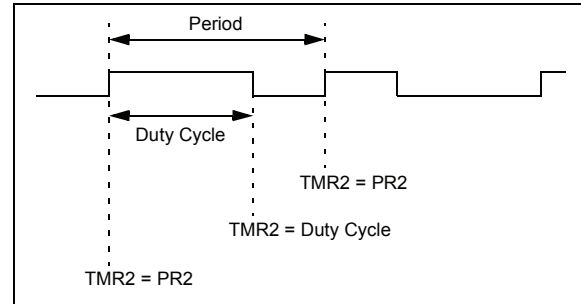 Period
Duty Cycle
TMR2 = PR2
TMR2 = Duty Cycle
TMR2 = PR2